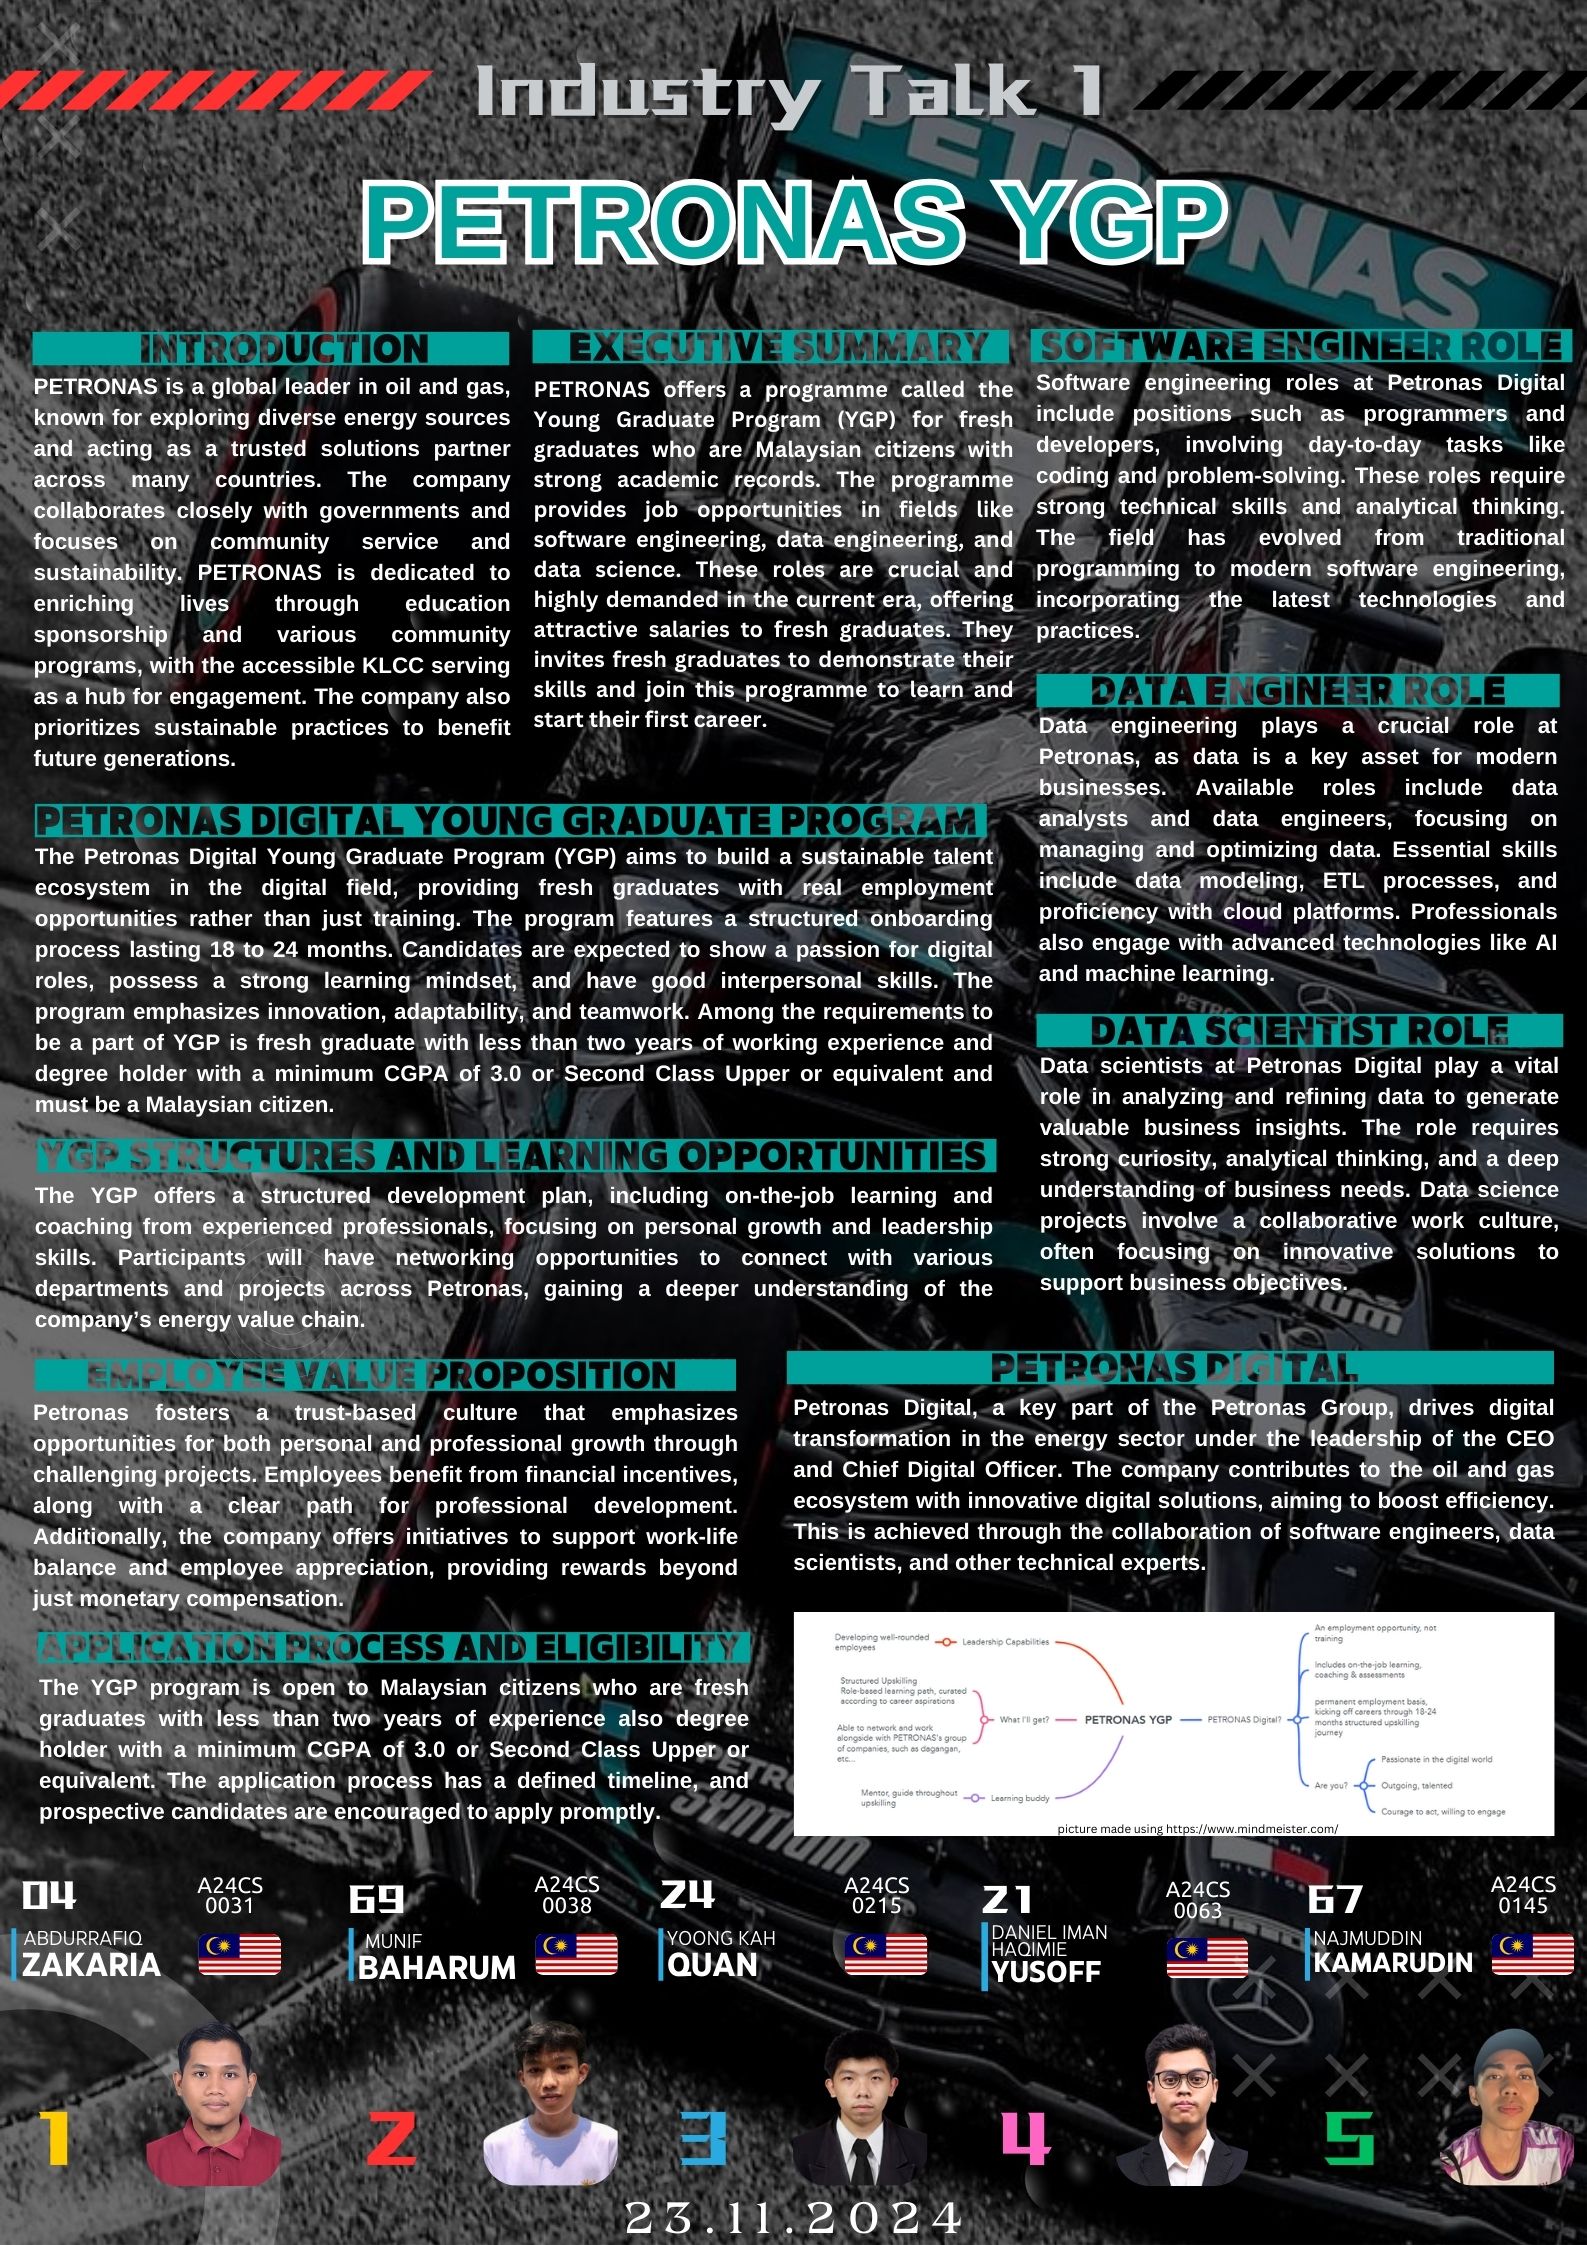 Industry Talk 1
PETRONAS
PETRONAS YGP
INTRODUCTION
PETRONAS is a global leader in oil and gas,
known for exploring diverse energy sources
and acting as a trusted solutions partner
across many countries. The company
collaborates closely with governments and
focuses on community service and
sustainability. PETRONAS is dedicated to
enriching lives through education
sponsorship and various community
programs, with the accessible KLCC serving
as a hub for engagement. The company also
prioritizes sustainable practices to benefit
future generations.
EXECUTIVE SUMMARY
PETRONAS offers a programme called the
Young Graduate Program (YGP) for fresh
graduates who are Malaysian citizens with
strong academic records. The programme
provides job opportunities in fields like
software engineering, data engineering, and
data science. These roles are crucial and
highly demanded in the current era, offering
attractive salaries to fresh graduates. They
invites fresh graduates to demonstrate their
skills and join this programme to learn and
start their first career.
SOFTWARE ENGINEER ROLE
Software engineering roles at Petronas Digital
include positions such as programmers and
developers, involving day-to-day tasks like
coding and problem-solving. These roles require
strong technical skills and analytical thinking.
The field has evolved from traditional
programming to modern software engineering,
incorporating the latest technologies and
practices.
DATA ENGINEER ROLE
Data engineering plays a crucial role at
Petronas, as data is a key asset for modern
businesses. Available roles include data
analysts and data engineers, focusing on
managing and optimizing data. Essential skills
include data modeling, ETL processes, and
proficiency with cloud platforms. Professionals
also engage with advanced technologies like AI
and machine learning.
DATA SCIENTIST ROLE
Data scientists at Petronas Digital play a vital
role in analyzing and refining data to generate
valuable business insights. The role requires
strong curiosity, analytical thinking, and a deep
understanding of business needs. Data science
projects involve a collaborative work culture,
often focusing on innovative solutions to
support business objectives.
PETRONAS DIGITAL YOUNG GRADUATE PROGRAM
The Petronas Digital Young Graduate Program (YGP) aims to build a sustainable talent
ecosystem in the digital field, providing fresh graduates with real employment
opportunities rather than just training. The program features a structured onboarding
process lasting 18 to 24 months. Candidates are expected to show a passion for digital
roles, possess a strong learning mindset, and have good interpersonal skills. The
program emphasizes innovation, adaptability, and teamwork. Among the requirements to
be a part of YGP is fresh graduate with less than two years of working experience and
degree holder with a minimum CGPA of 3.0 or Second Class Upper or equivalent and
must be a Malaysian citizen.
YGP STRUCTURES AND LEARNING OPPORTUNITIES
The YGP offers a structured development plan, including on-the-job learning and
coaching from experienced professionals, focusing on personal growth and leadership
skills. Participants will have networking opportunities to connect with various
departments and projects across Petronas, gaining a deeper understanding of the
company's energy value chain.
EMPLOYEE VALUE PROPOSITION
Petronas fosters a trust-based culture that emphasizes
opportunities for both personal and professional growth through
challenging projects. Employees benefit from financial incentives,
along with a clear path for professional development.
Additionally, the company offers initiatives to support work-life
balance and employee appreciation, providing rewards beyond
just monetary compensation.
PETRONAS DIGITAL
Petronas Digital, a key part of the Petronas Group, drives digital
transformation in the energy sector under the leadership of the CEO
and Chief Digital Officer. The company contributes to the oil and gas
ecosystem with innovative digital solutions, aiming to boost efficiency.
This is achieved through the collaboration of software engineers, data
scientists, and other technical experts.
APPLICATION PROCESS AND ELIGIBILITY
The YGP program is open to Malaysian citizens who are fresh
graduates with less than two years of experience also degree
holder with a minimum CGPA of 3.0 or Second Class Upper or
equivalent. The application process has a defined timeline, and
prospective candidates are encouraged to apply promptly.
Developing well-rounded
employees
Leadership Capabilities
Structured Upskilling
Role-based learning path, curated
according to career aspirations
Able to network and work
alongside with PETRONAS's group
of companies, such as dagangan,
etc...
What I'll get?
Mentor, guide throughout
upskilling
Learning buddy
PETRONAS YGP
PETRONAS Digital?
An employment opportunity, not
training
Includes on-the-job learning,
coaching & assessments
permanent employment basis,
kicking off careers through 18-24
months structured upskilling
journey
Are you?
Passionate in the digital world
Outgoing, talented
Courage to act, willing to engage
picture made using https://www.mindmeister.com/
04
A24CS
0031
ABDURRAFIQ
ZAKARIA
69
A24CS
0038
MUNIF
BAHARUM
24
A24CS
0215
YOONG KAH
QUAN
21
A24CS
0063
DANIEL IMAN
HAQIMIE
YUSOFF
67
A24CS
0145
NAJMUDDIN
KAMARUDIN
1
2
3
4
5
23.11.2024